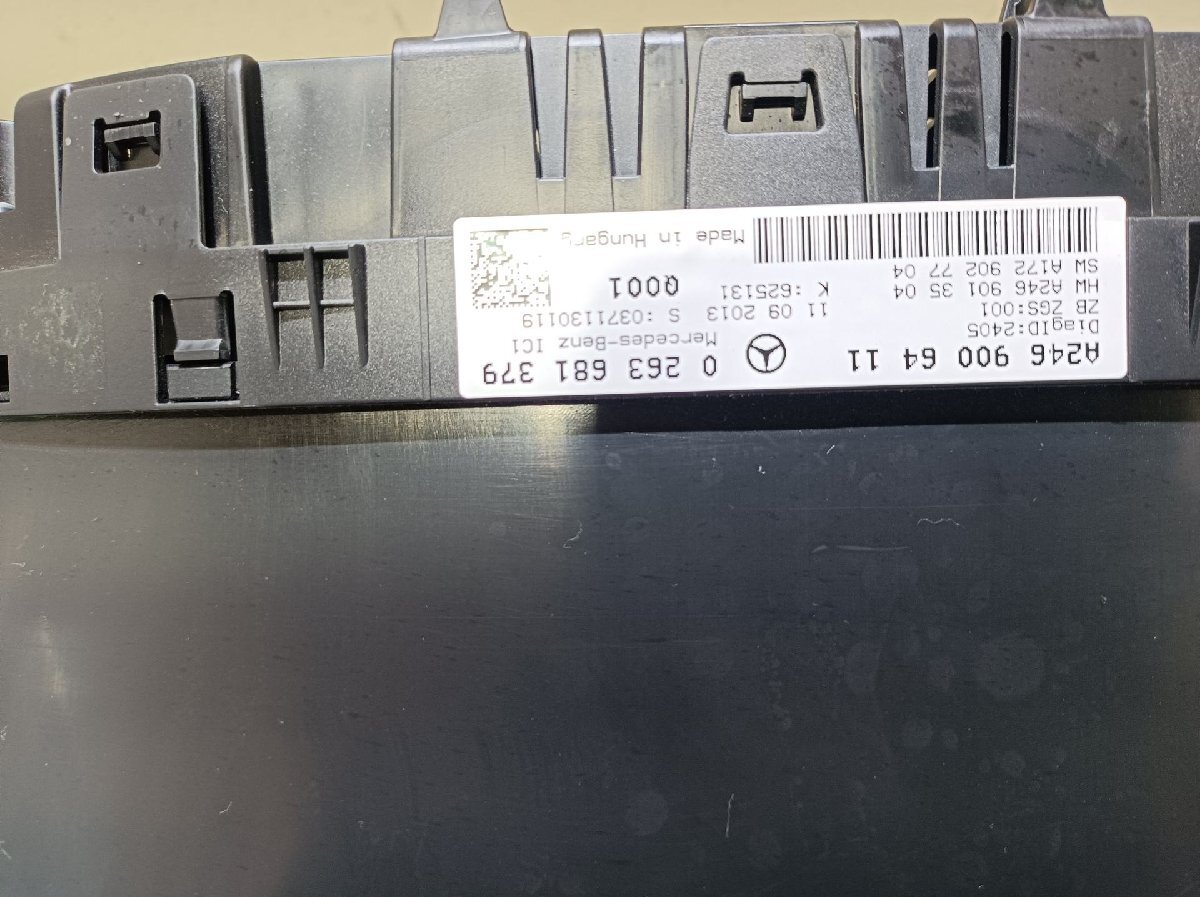 A246 900 64 11
0 263 681 379
DiagID:2405
Mercedes-Benz IC1
ZB ZGS:001
11 09 2013 S :0371130119
HW A246 901 35 04
K :625131
Q001
SW A172 902 77 04
Made in Hungary